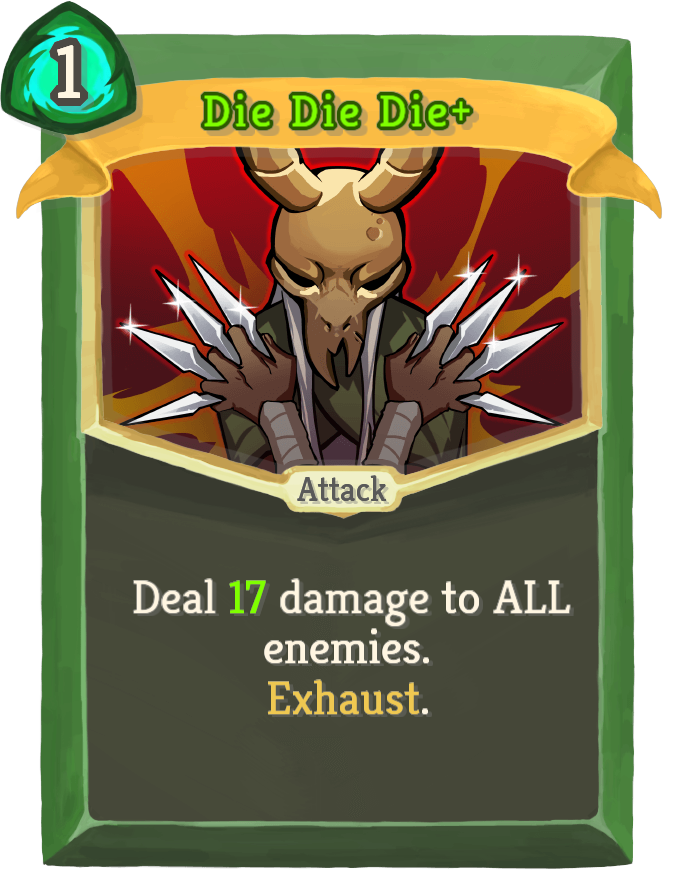 1
Die Die Die+
Attack
Deal 17 damage to ALL
enemies.
Exhaust.